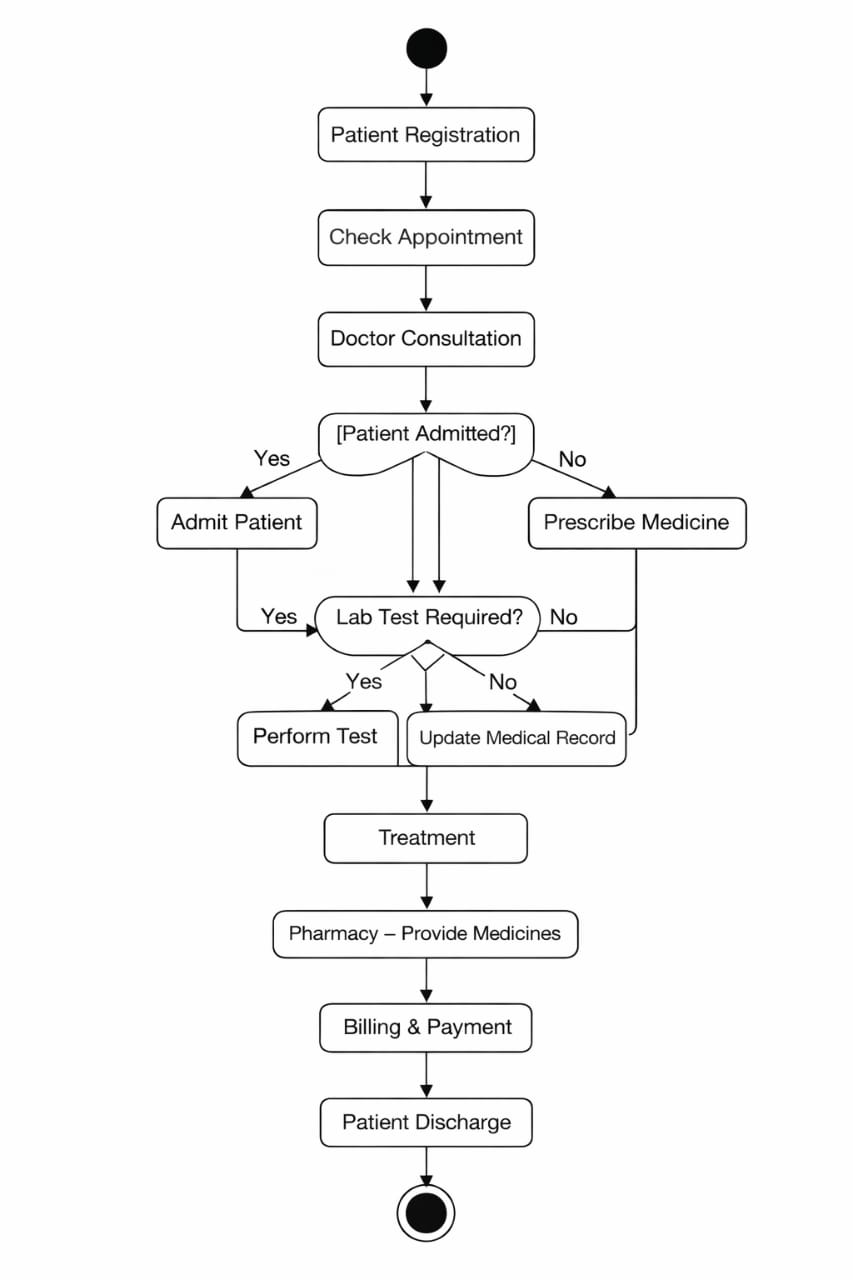 Patient Registration
Check Appointment
Doctor Consultation
[Patient Admitted?]
Yes
No
Admit Patient
Prescribe Medicine
Yes
Lab Test Required?
No
Yes
No
Perform Test
Update Medical Record
Treatment
Pharmacy – Provide Medicines
Billing & Payment
Patient Discharge